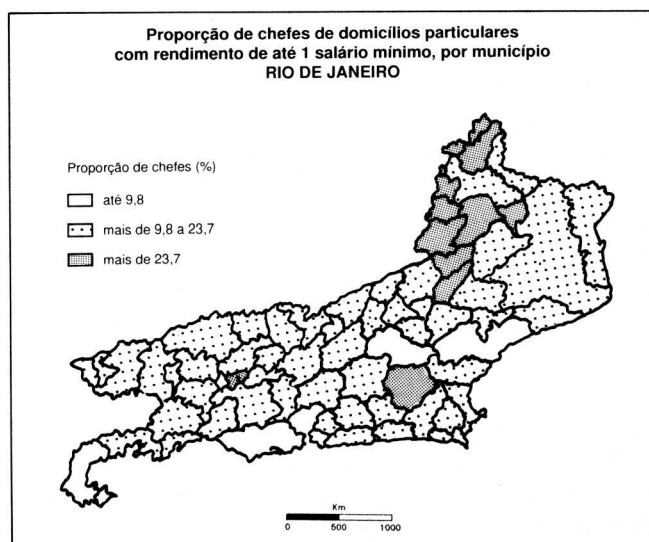 Proporção de chefes de domicílios particulares
com rendimento de até 1 salário mínimo, por município
RIO DE JANEIRO
Proporção de chefes (%)
até 9,8
mais de 9,8 a 23,7
mais de 23,7
Km
0 500 1000